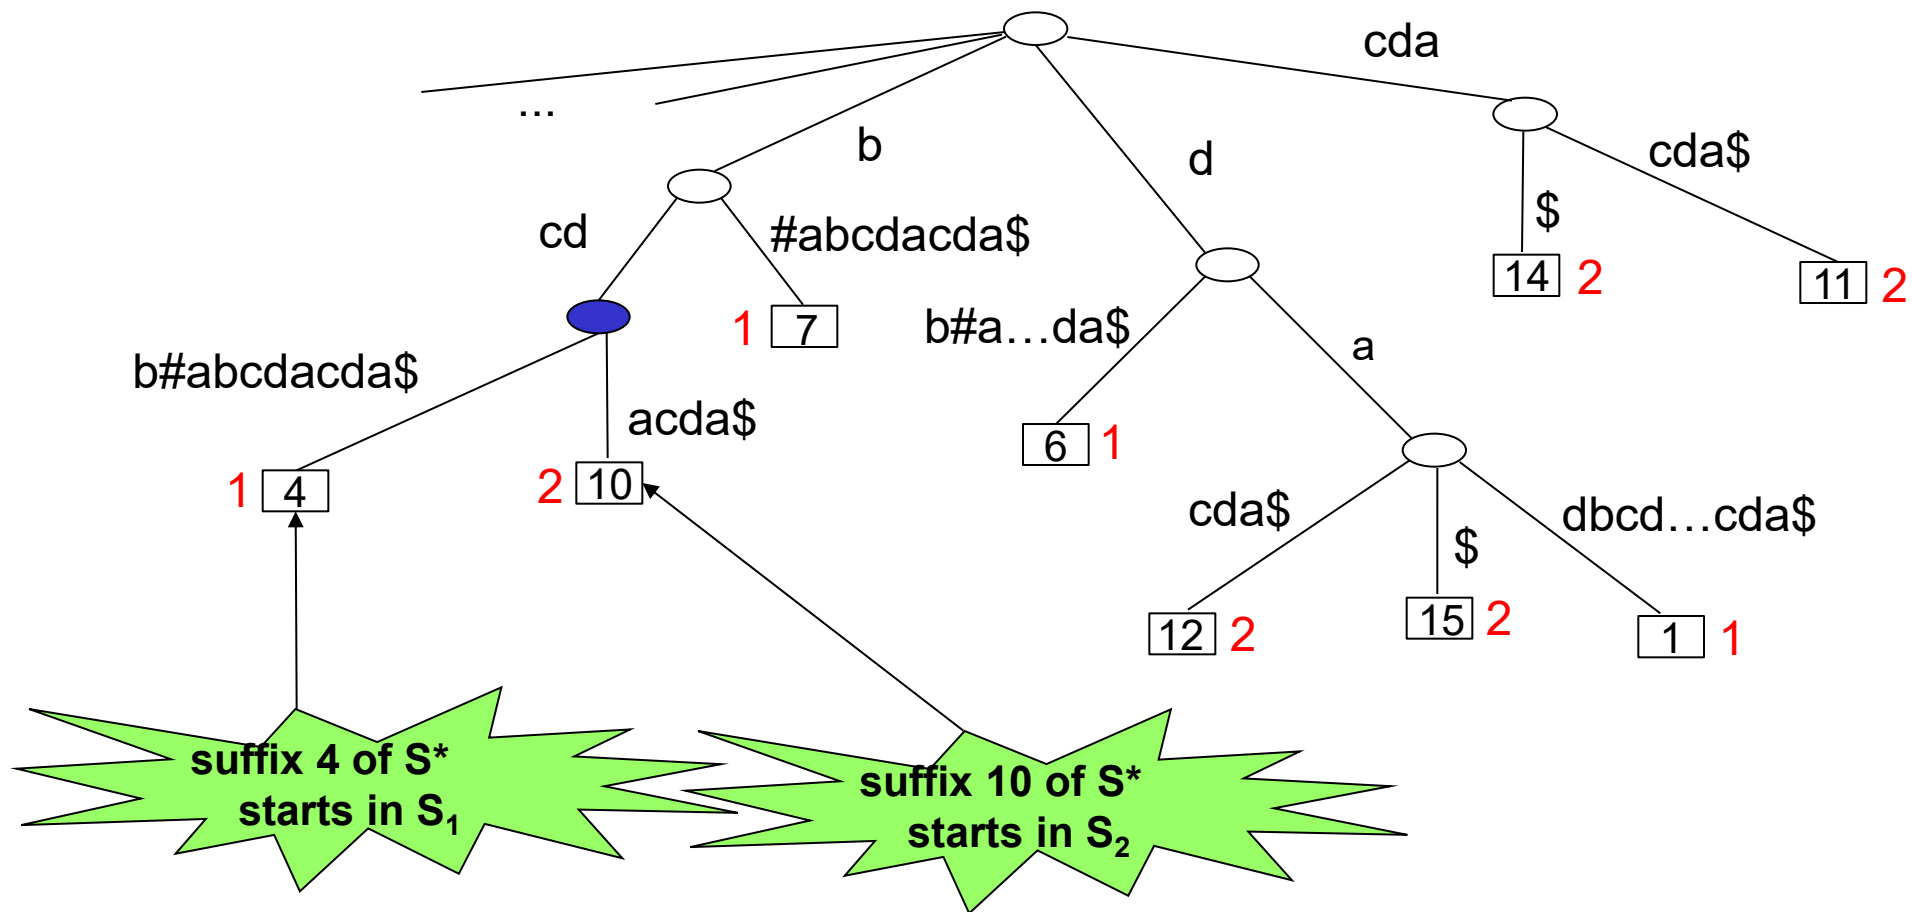 cda
...
b
d
cda$
cd
#abcdacda$
$
14 2
11 2
1 7
b#a...da$
a
b#abcdacda$
acda$
6 1
1 4
2 10
cda$
$
dbcd...cda$
12 2
15 2
1 1
suffix 4 of S*
starts in S₁
suffix 10 of S*
starts in S₂